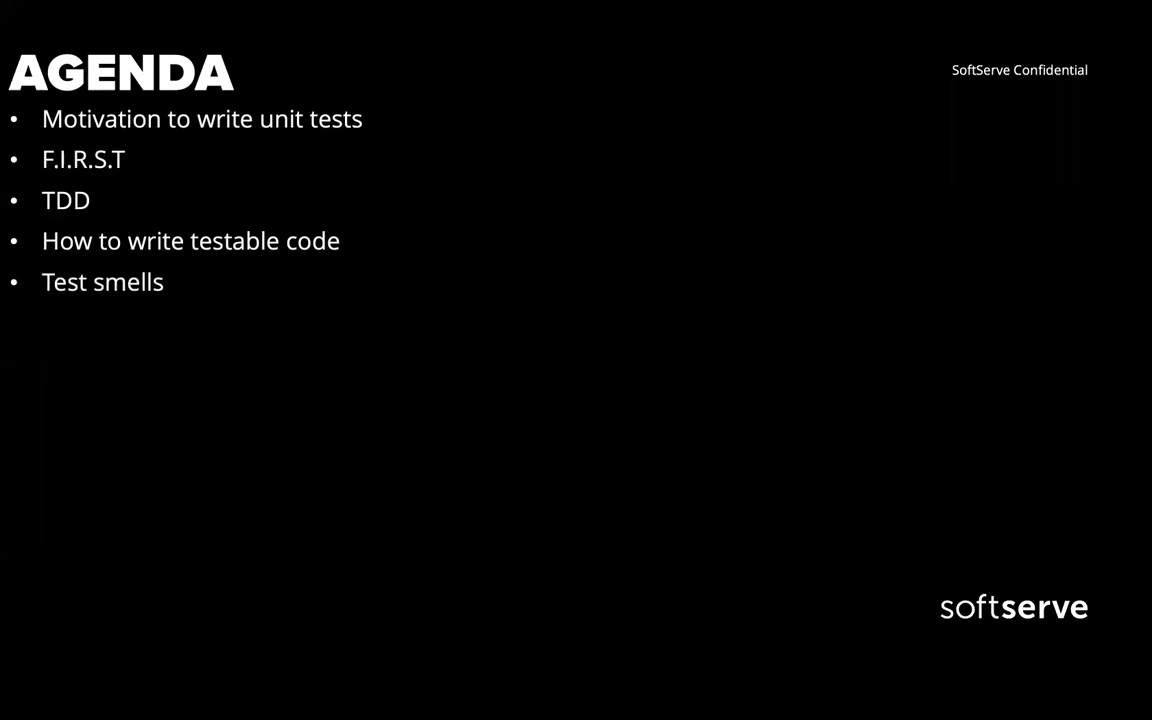 AGENDA
SoftServe Confidential
• Motivation to write unit tests
• F.I.R.S.T
• TDD
• How to write testable code
• Test smells
softserve